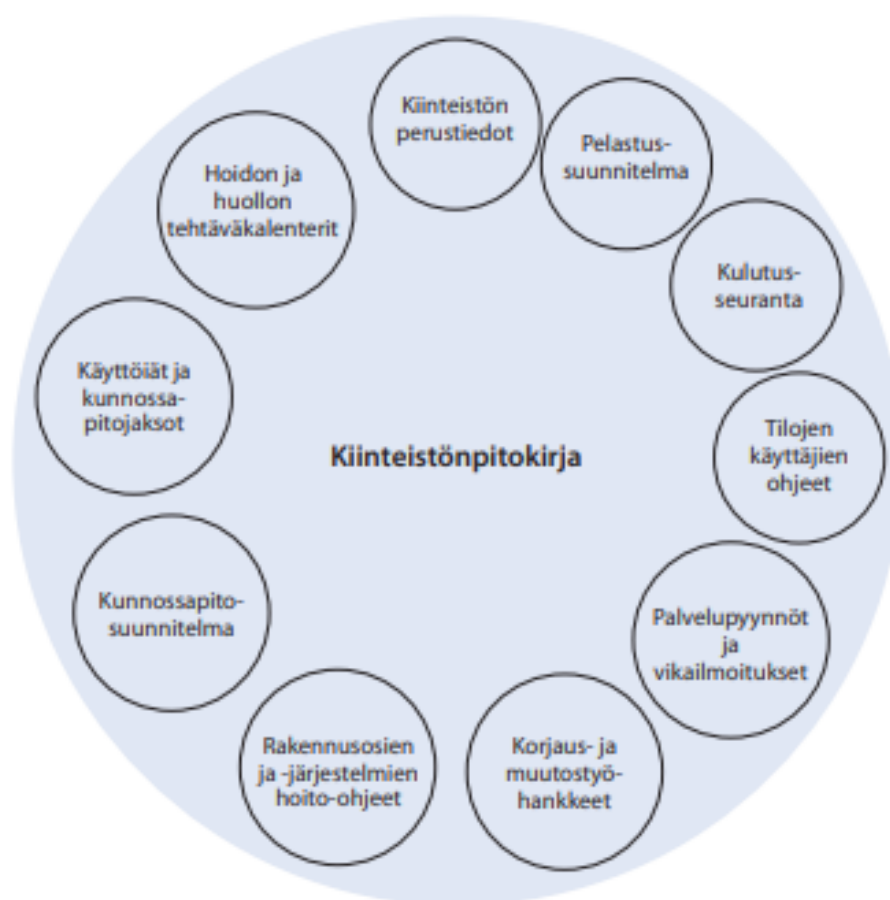 Kiinteistön
perustiedot
Pelastus-
suunnitelma
Kulutus-
seuranta
Tilojen
käyttäjien
ohjeet
Palvelupyynnöt
ja
vikailmoitukset
Korjaus- ja
muutostyö-
hankkeet
Rakennusosien
ja -järjestelmien
hoito-ohjeet
Kunnossapito-
suunnitelma
Käyttöiät ja
kunnossa-
pitojaksot
Hoidon ja
huollon
tehtäväkalenterit
Kiinteistönpitokirja